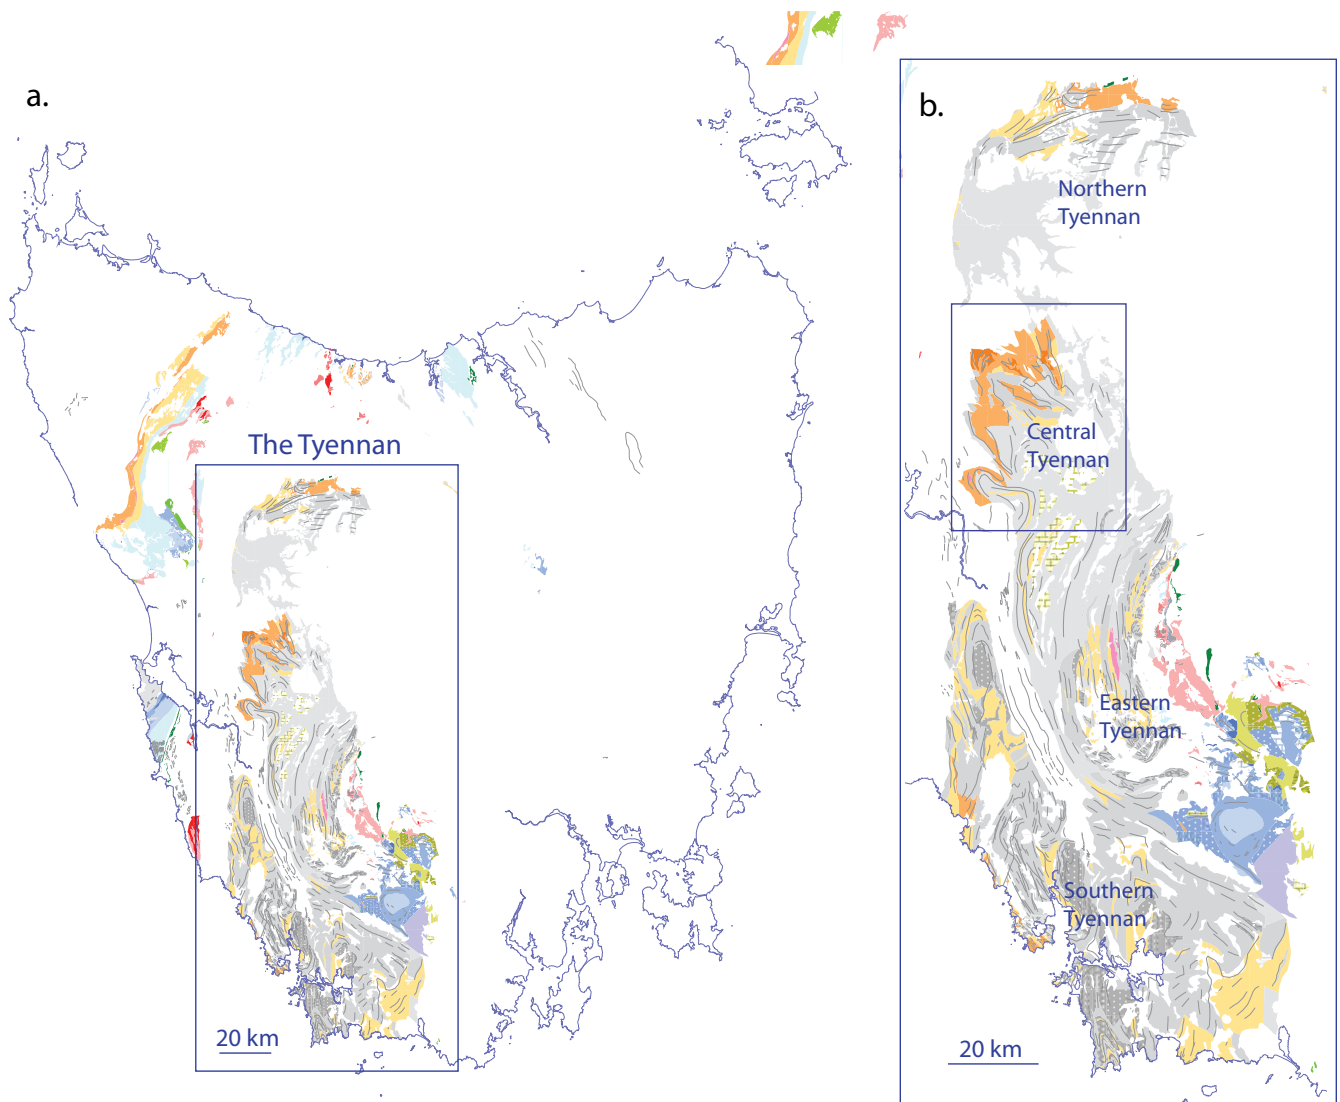 a.
The Tyennan
20 km
b.
Northern
Tyennan
Central
Tyennan
Eastern
Tyennan
Southern
Tyennan
20 km